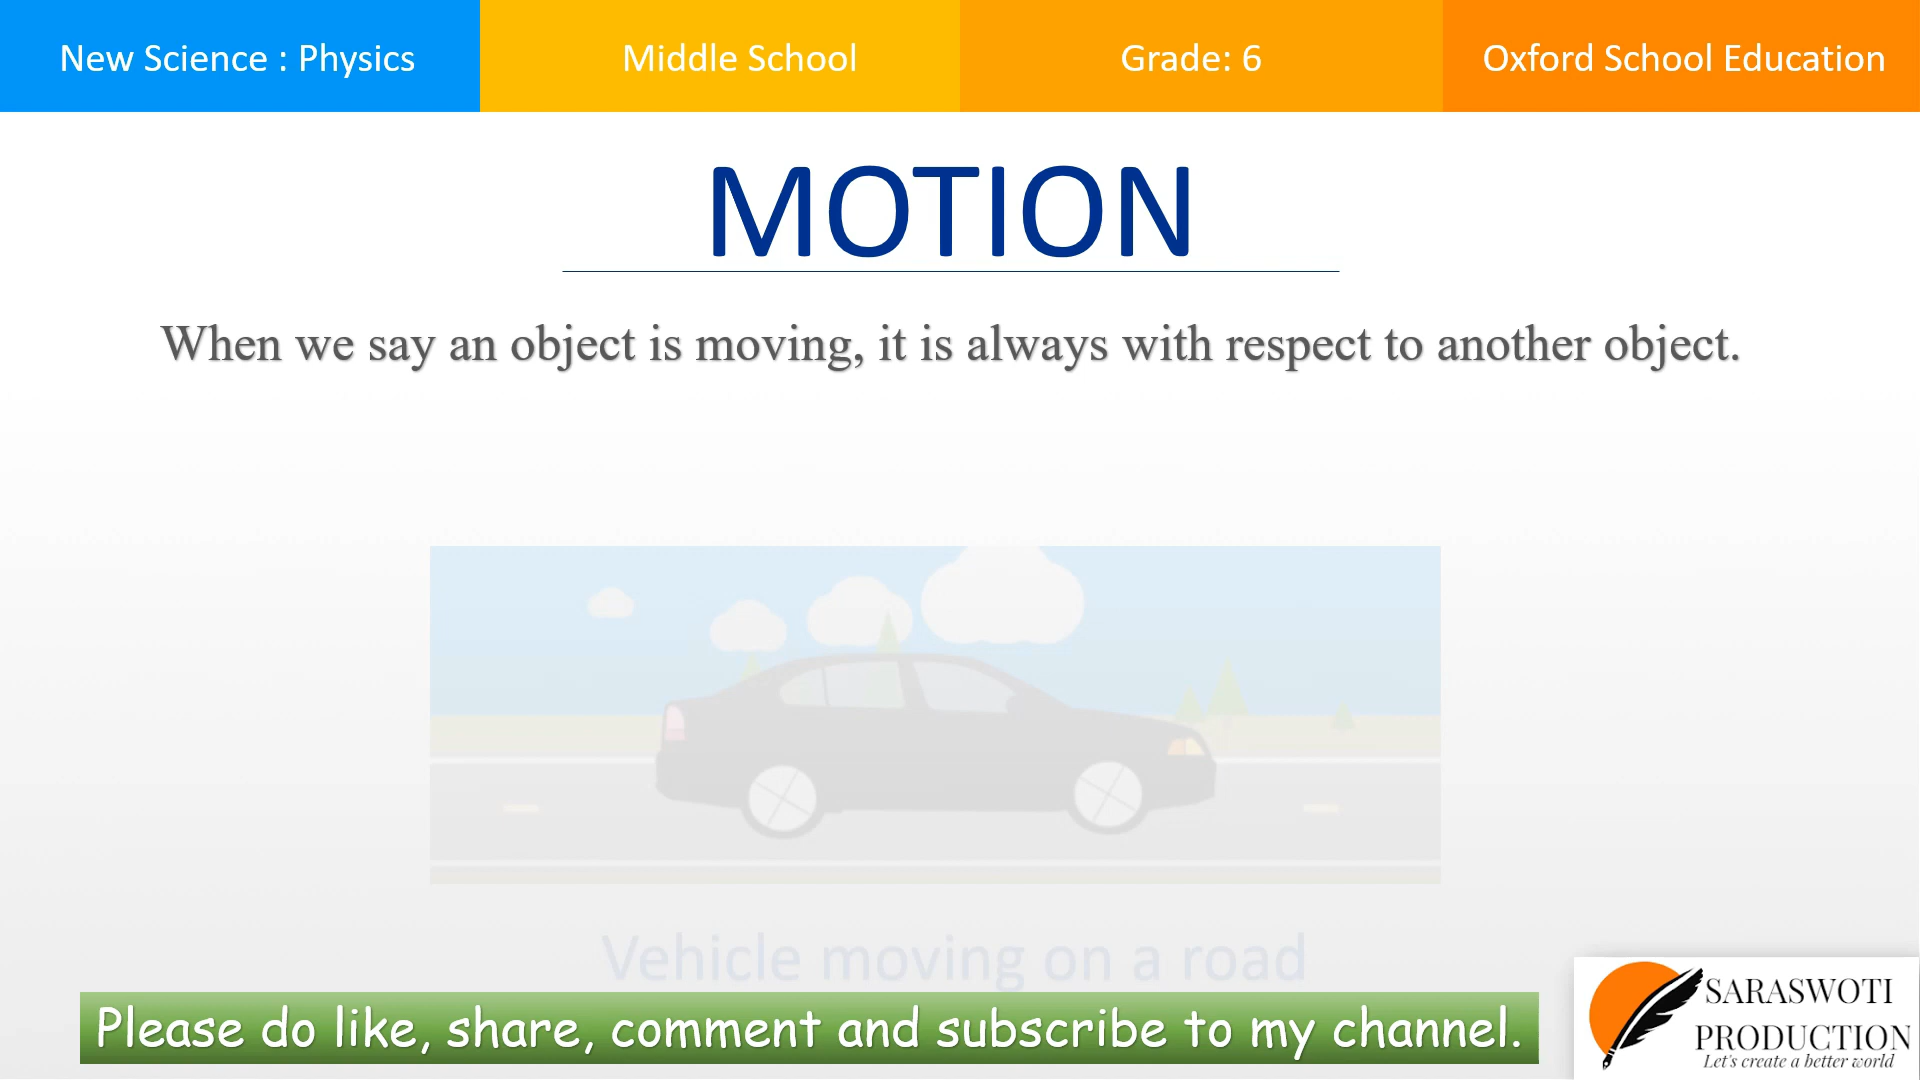 New Science : Physics
Middle School
Grade: 6
Oxford School Education
MOTION
When we say an object is moving, it is always with respect to another object.
Vehicle moving on a road
Please do like, share, comment and subscribe to my channel.
SARASWOTI
PRODUCTION
Let's create a better world